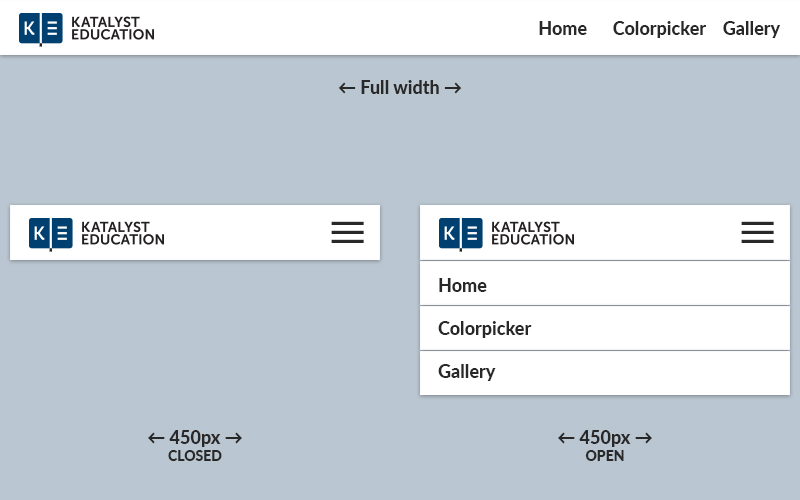 K E KATALYST
EDUCATION
Home Colorpicker Gallery
← Full width →
K E KATALYST
EDUCATION
K E KATALYST
EDUCATION
Home
Colorpicker
Gallery
← 450px →
CLOSED
← 450px →
OPEN